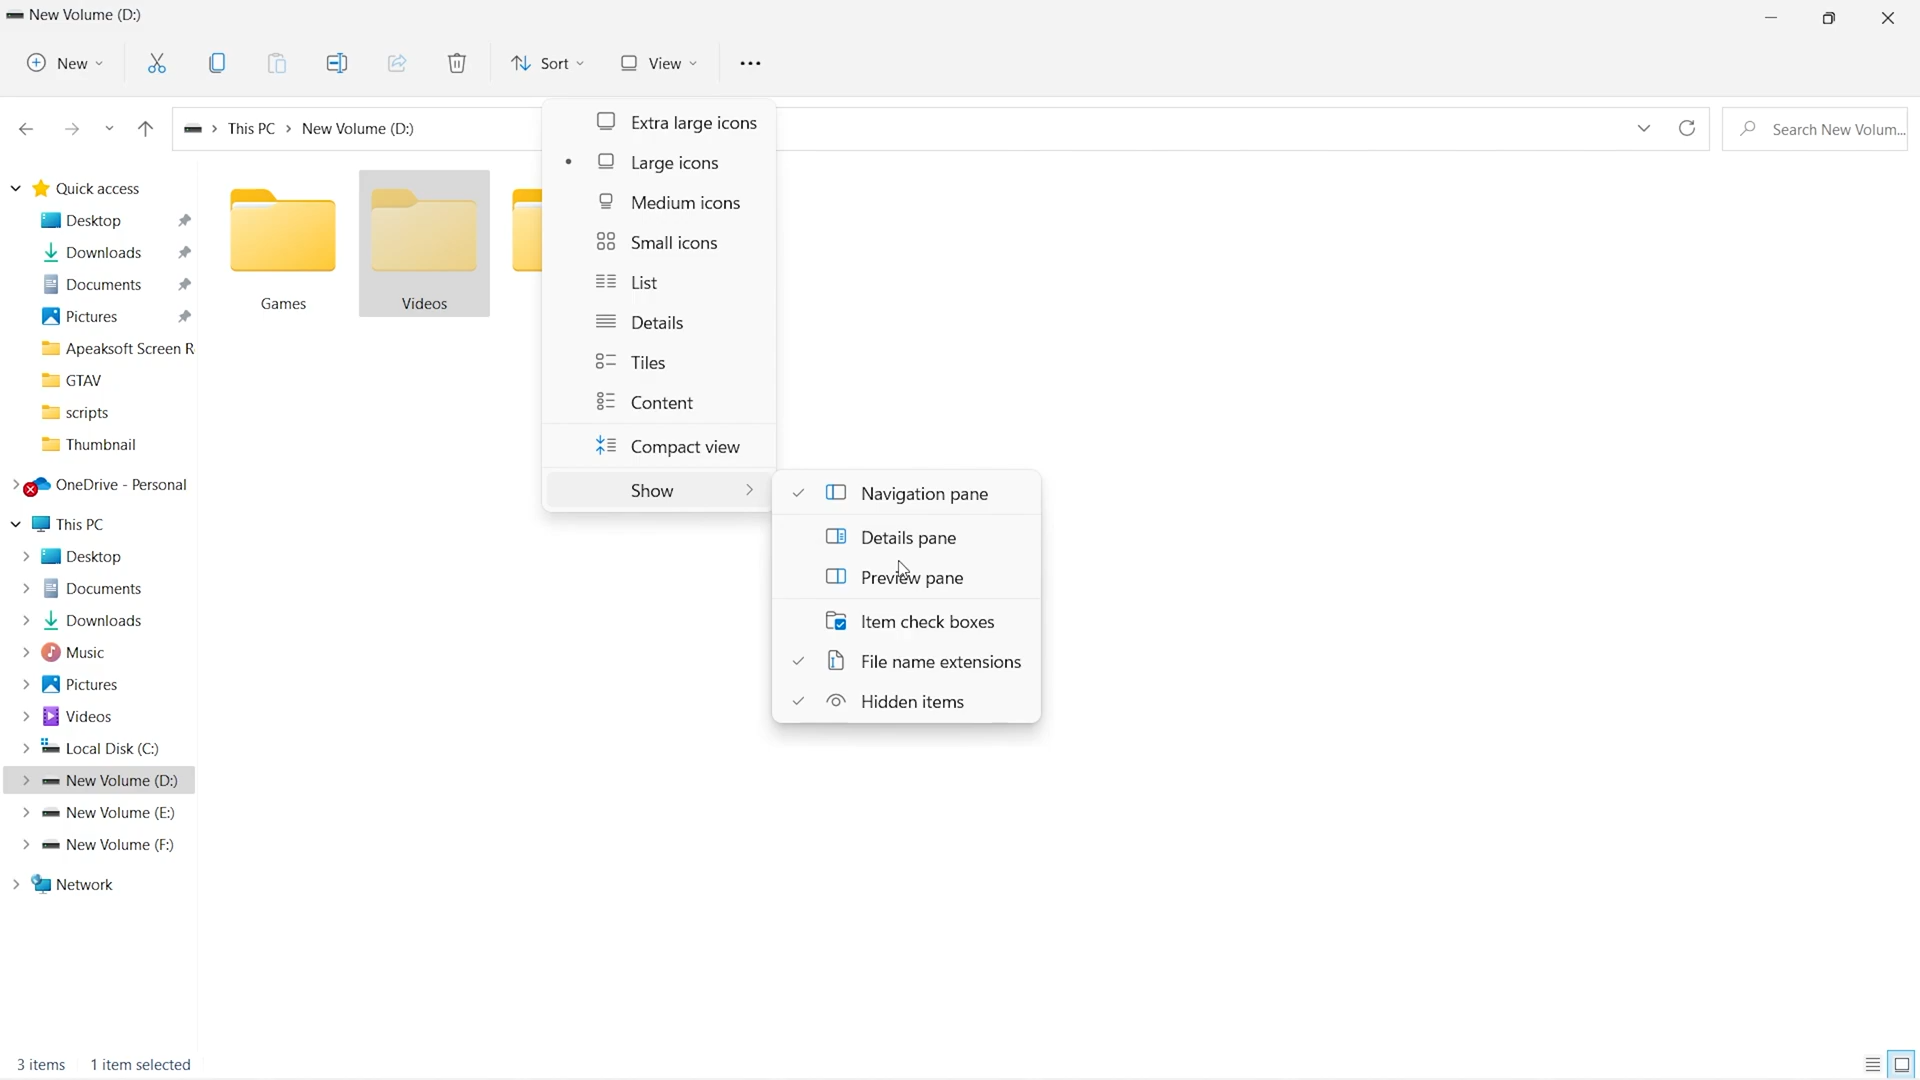 New Volume (D:)
New
Sort
View
This PC > New Volume (D:)
Search New Volum...
Quick access
Desktop
Downloads
Documents
Pictures
Apeaksoft Screen R
GTAV
scripts
Thumbnail
OneDrive - Personal
This PC
Desktop
Documents
Downloads
Music
Pictures
Videos
Local Disk (C:)
New Volume (D:)
New Volume (E:)
New Volume (F:)
Network
Games
Videos
Extra large icons
Large icons
Medium icons
Small icons
List
Details
Tiles
Content
Compact view
Show
Navigation pane
Details pane
Preview pane
Item check boxes
File name extensions
Hidden items
3 items 1 item selected